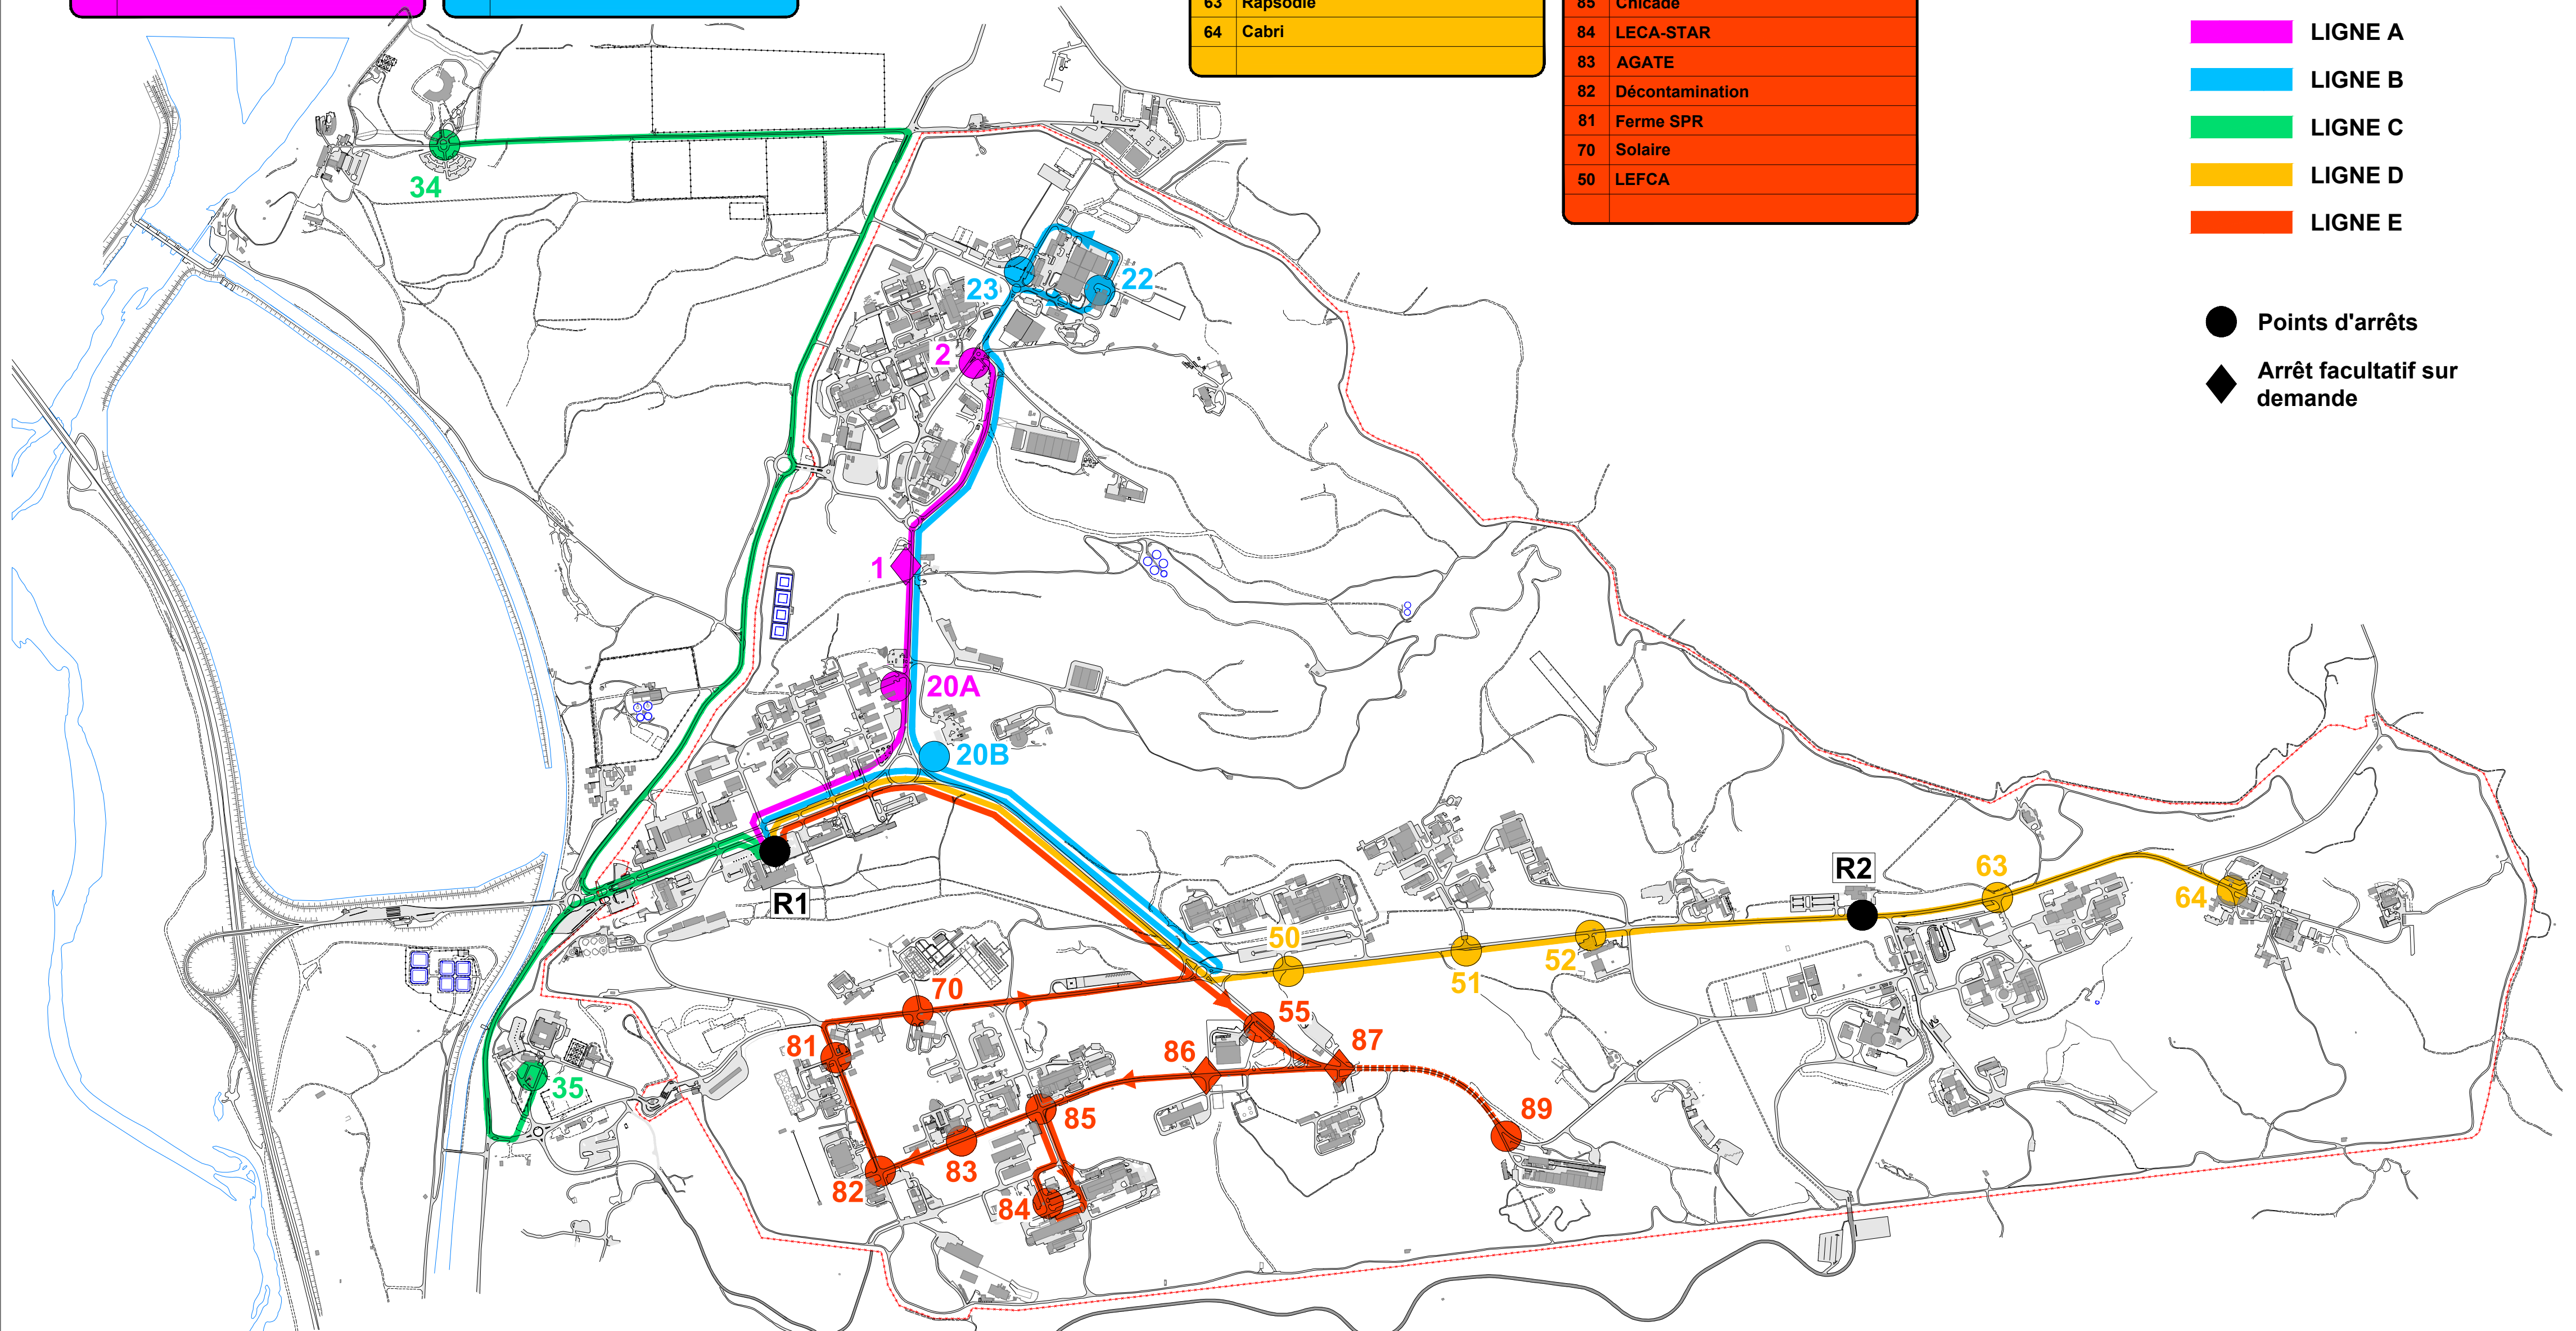 63 Rapsodie
64 Cabri
85 Chicade
84 LECA-STAR
83 AGATE
82 Décontamination
81 Ferme SPR
70 Solaire
50 LEFCA
LIGNE A
LIGNE B
LIGNE C
LIGNE D
LIGNE E
Points d'arrêts
Arrêt facultatif sur
demande
34
23
22
2
1
20A
20B
R1
R2
63
64
50
51
52
70
55
81
86
87
35
85
89
83
82
84